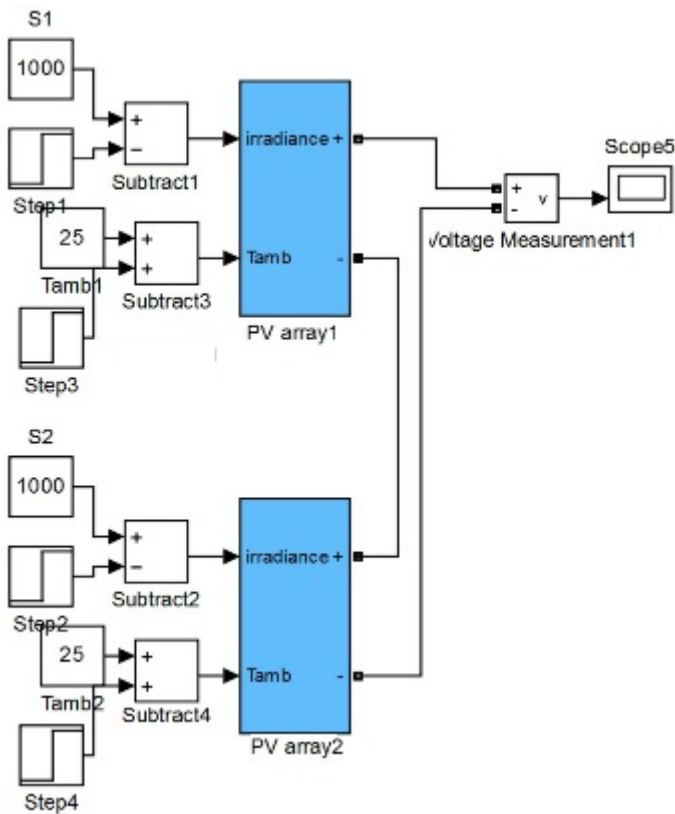 S1
1000
+
−
Subtract1
Step1
irradiance +
Tamb -
PV array1
+
-
v
Voltage Measurement1
Scope5
25
Tamb1
+
+
Subtract3
Step3
S2
1000
+
−
Subtract2
Step2
irradiance +
Tamb -
PV array2
25
Tamb2
+
+
Subtract4
Step4